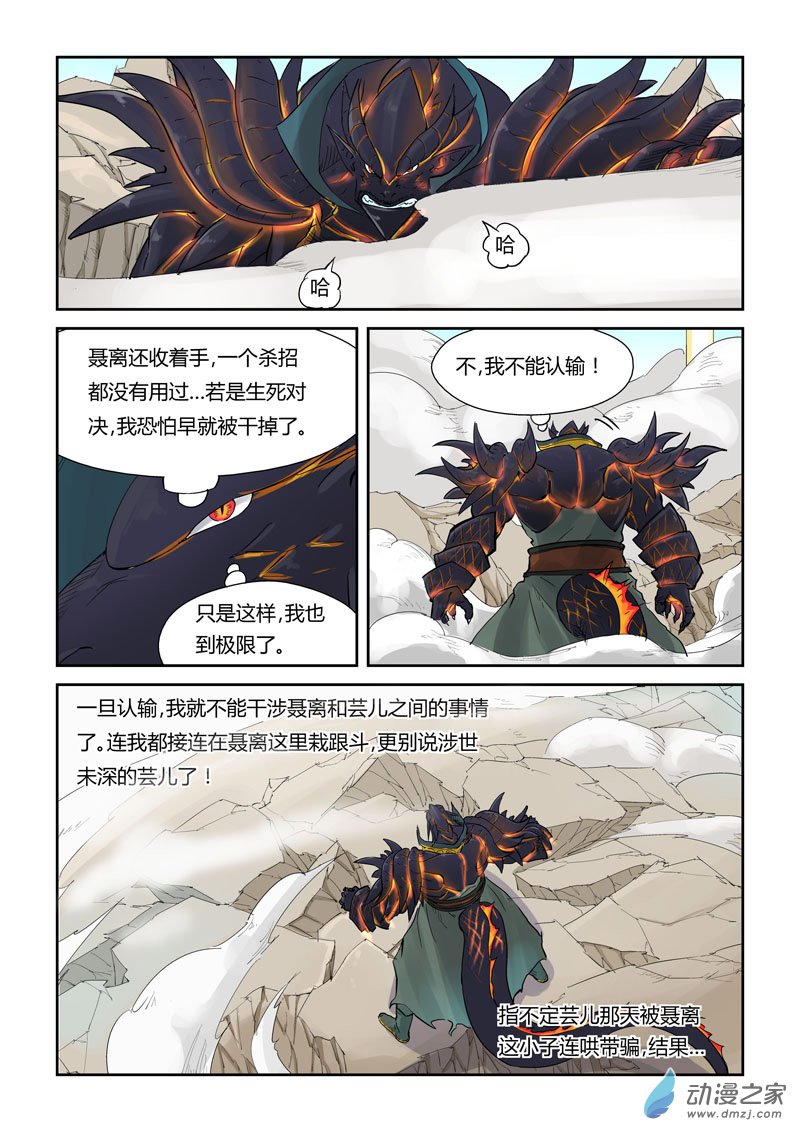 哈
哈
聂离还收着手，一个杀招
都没有用过...若是生死对
决，我恐怕早就被干掉了。
只是这样，我也
到极限了。
不，我不能认输！
一旦认输，我就不能干涉聂离和芸儿之间的事情
了。连我都接连在聂离这里栽跟斗，更别说涉世
未深的芸儿了！
指不定芸儿那天被聂离
这小子连哄带骗，结果...
动漫之家
www.dmzj.com